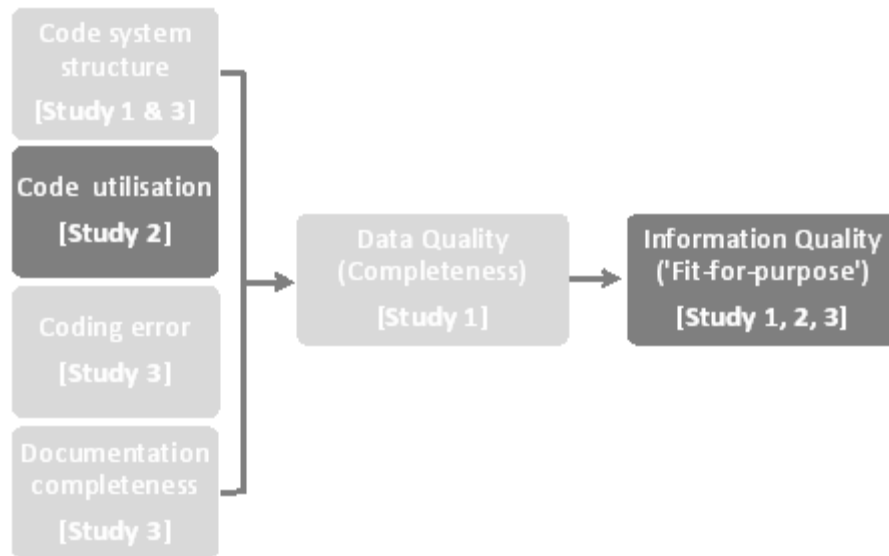 Code system
structure
[Study 1 & 3]
Code utilisation
[Study 2]
Coding error
[Study 3]
Documentation
completeness
[Study 3]
Data Quality
(Completeness)
[Study 1]
Information Quality
('Fit-for-purpose')
[Study 1, 2, 3]